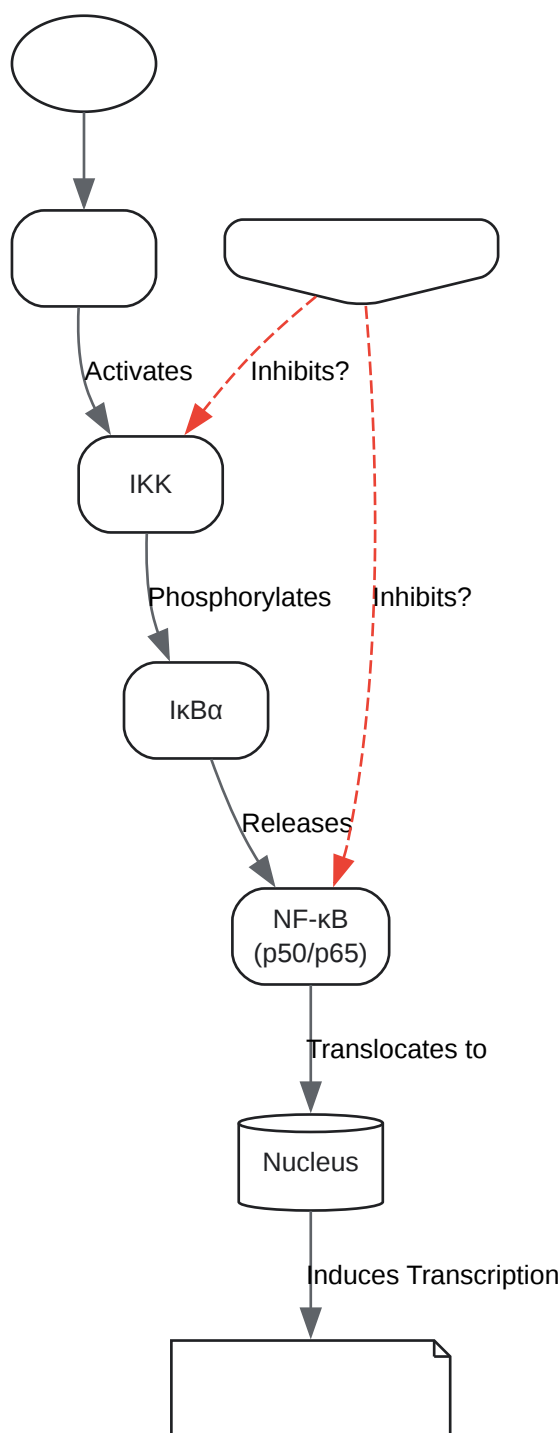 Activates
Inhibits?
IKK
Phosphorylates
Inhibits?
IκBα
Releases
NF-κB
(p50/p65)
Translocates to
Nucleus
Induces Transcription